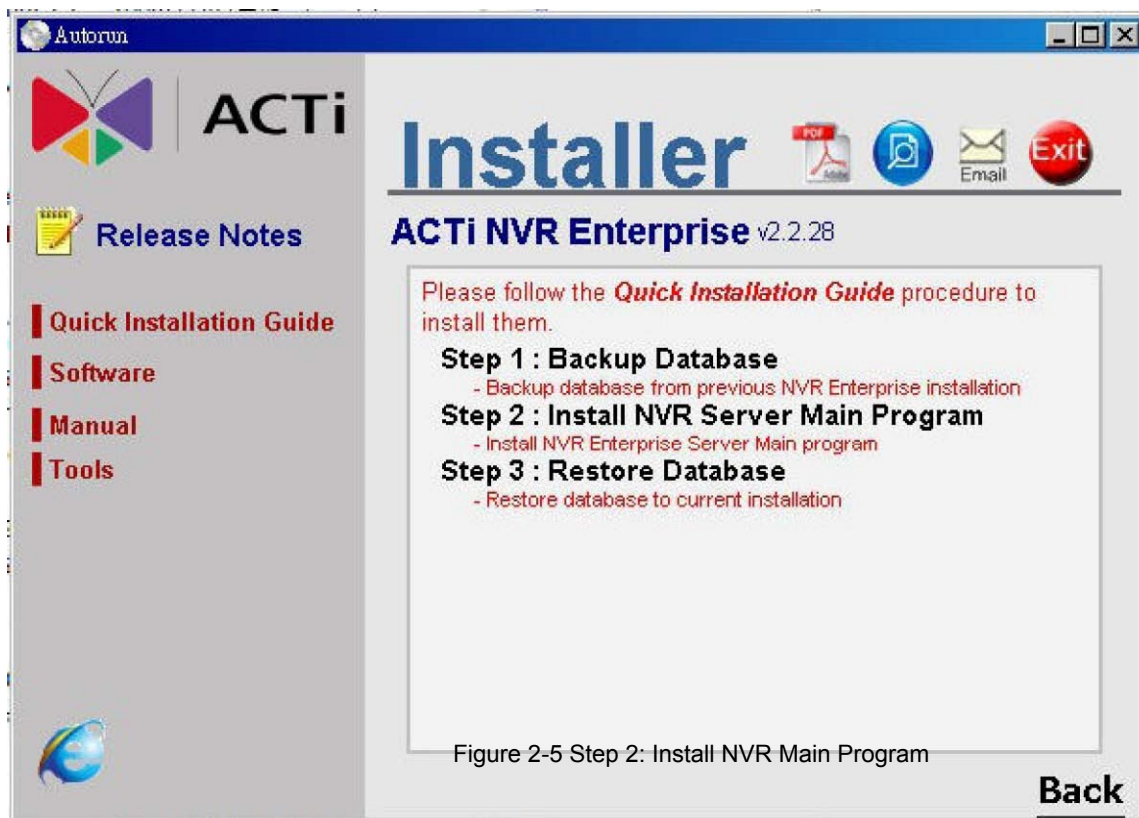 Autorun
ACTi
Installer
PDF
Adobe
Email
Exit
Release Notes
ACTi NVR Enterprise v2.2.28
Quick Installation Guide
Software
Manual
Tools
Please follow the Quick Installation Guide procedure to
install them.
Step 1 : Backup Database
- Backup database from previous NVR Enterprise installation
Step 2 : Install NVR Server Main Program
- Install NVR Enterprise Server Main program
Step 3 : Restore Database
- Restore database to current installation
Figure 2-5 Step 2: Install NVR Main Program
Back